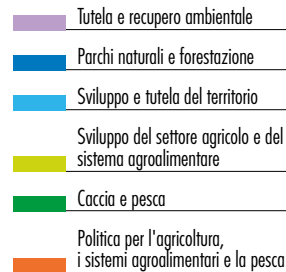 Tutela e recupero ambientale
Parchi naturali e forestazione
Sviluppo e tutela del territorio
Sviluppo del settore agricolo e del
sistema agroalimentare
Caccia e pesca
Politica per l'agricoltura,
i sistemi agroalimentari e la pesca